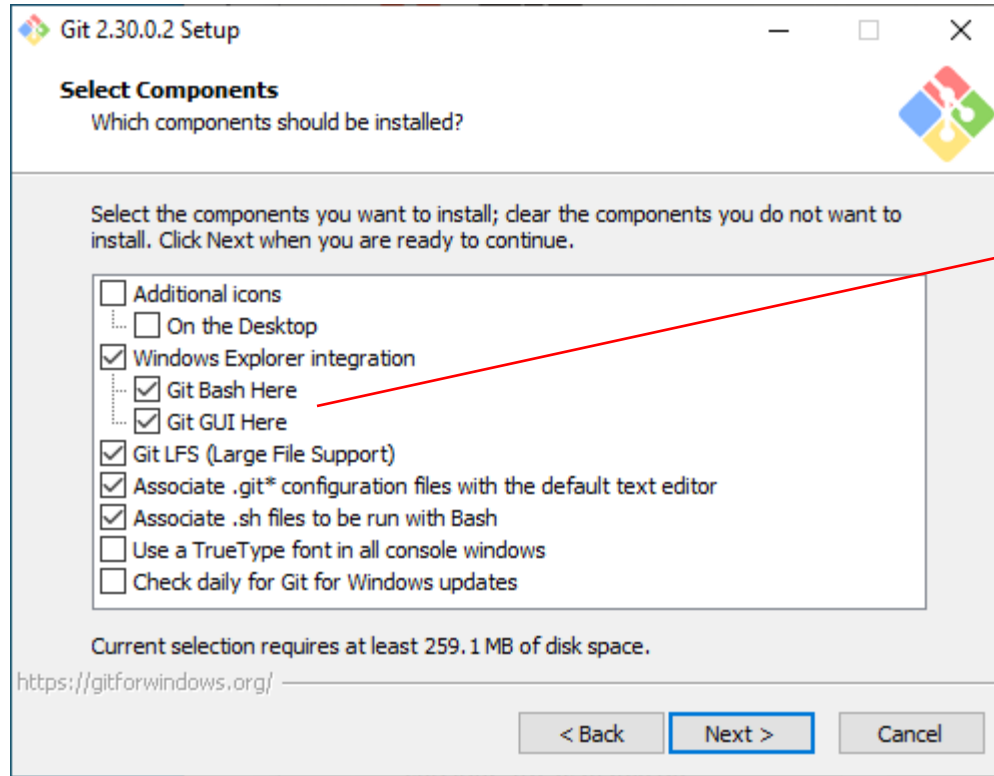 Git 2.30.0.2 Setup
Select Components
Which components should be installed?
Select the components you want to install; clear the components you do not want to
install. Click Next when you are ready to continue.
Additional icons
On the Desktop
Windows Explorer integration
Git Bash Here
Git GUI Here
Git LFS (Large File Support)
Associate .git* configuration files with the default text editor
Associate .sh files to be run with Bash
Use a TrueType font in all console windows
Check daily for Git for Windows updates
Current selection requires at least 259.1 MB of disk space.
https://gitforwindows.org/
< Back Next > Cancel